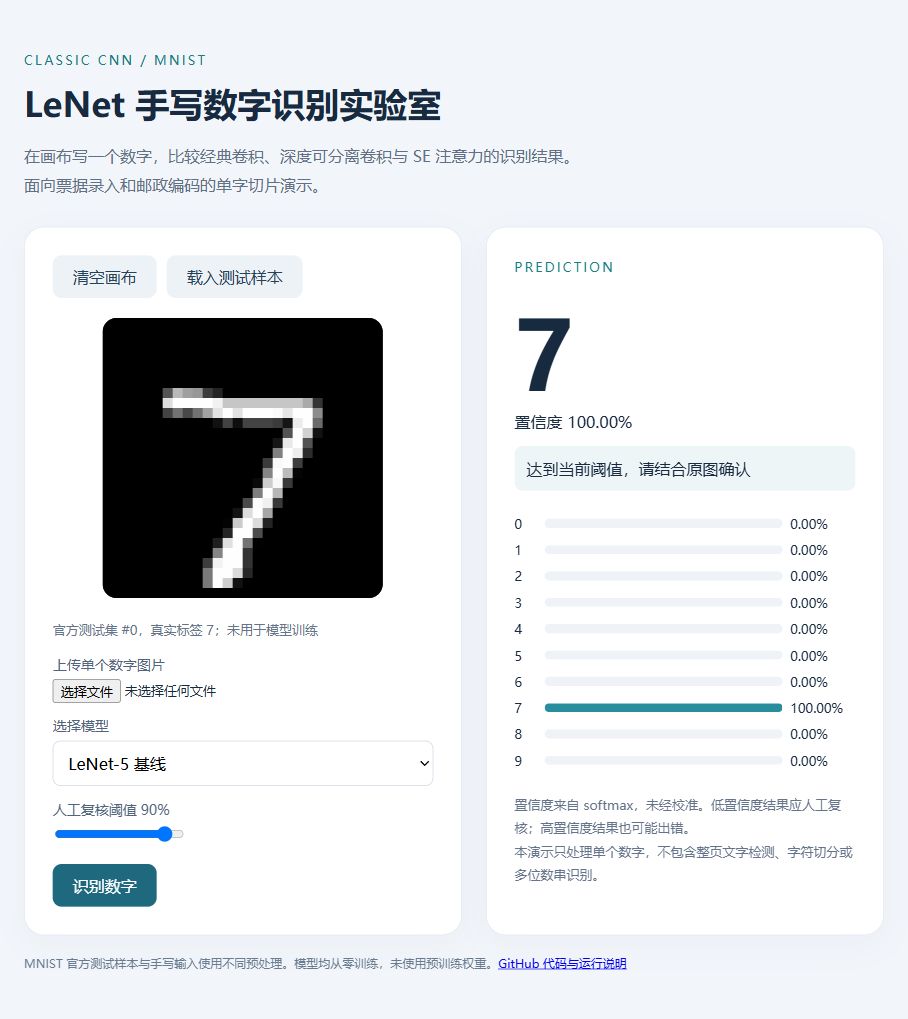 CLASSIC CNN / MNIST
LeNet 手写数字识别实验室
在画布写一个数字，比较经典卷积、深度可分离卷积与 SE 注意力的识别结果。
面向票据录入和邮政编码的单字切片演示。
清空画布
载入测试样本
7
官方测试集 #0，真实标签 7；未用于模型训练
上传单个数字图片
选择文件 未选择任何文件
选择模型
LeNet-5 基线
人工复核阈值 90%
识别数字
PREDICTION
7
置信度 100.00%
达到当前阈值，请结合原图确认
0 0.00%
1 0.00%
2 0.00%
3 0.00%
4 0.00%
5 0.00%
6 0.00%
7 100.00%
8 0.00%
9 0.00%
置信度来自 softmax，未经校准。低置信度结果应人工复
核；高置信度结果也可能出错。
本演示只处理单个数字，不包含整页文字检测、字符切分或
多位数串识别。
MNIST 官方测试样本与手写输入使用不同预处理。模型均从零训练，未使用预训练权重。GitHub 代码与运行说明